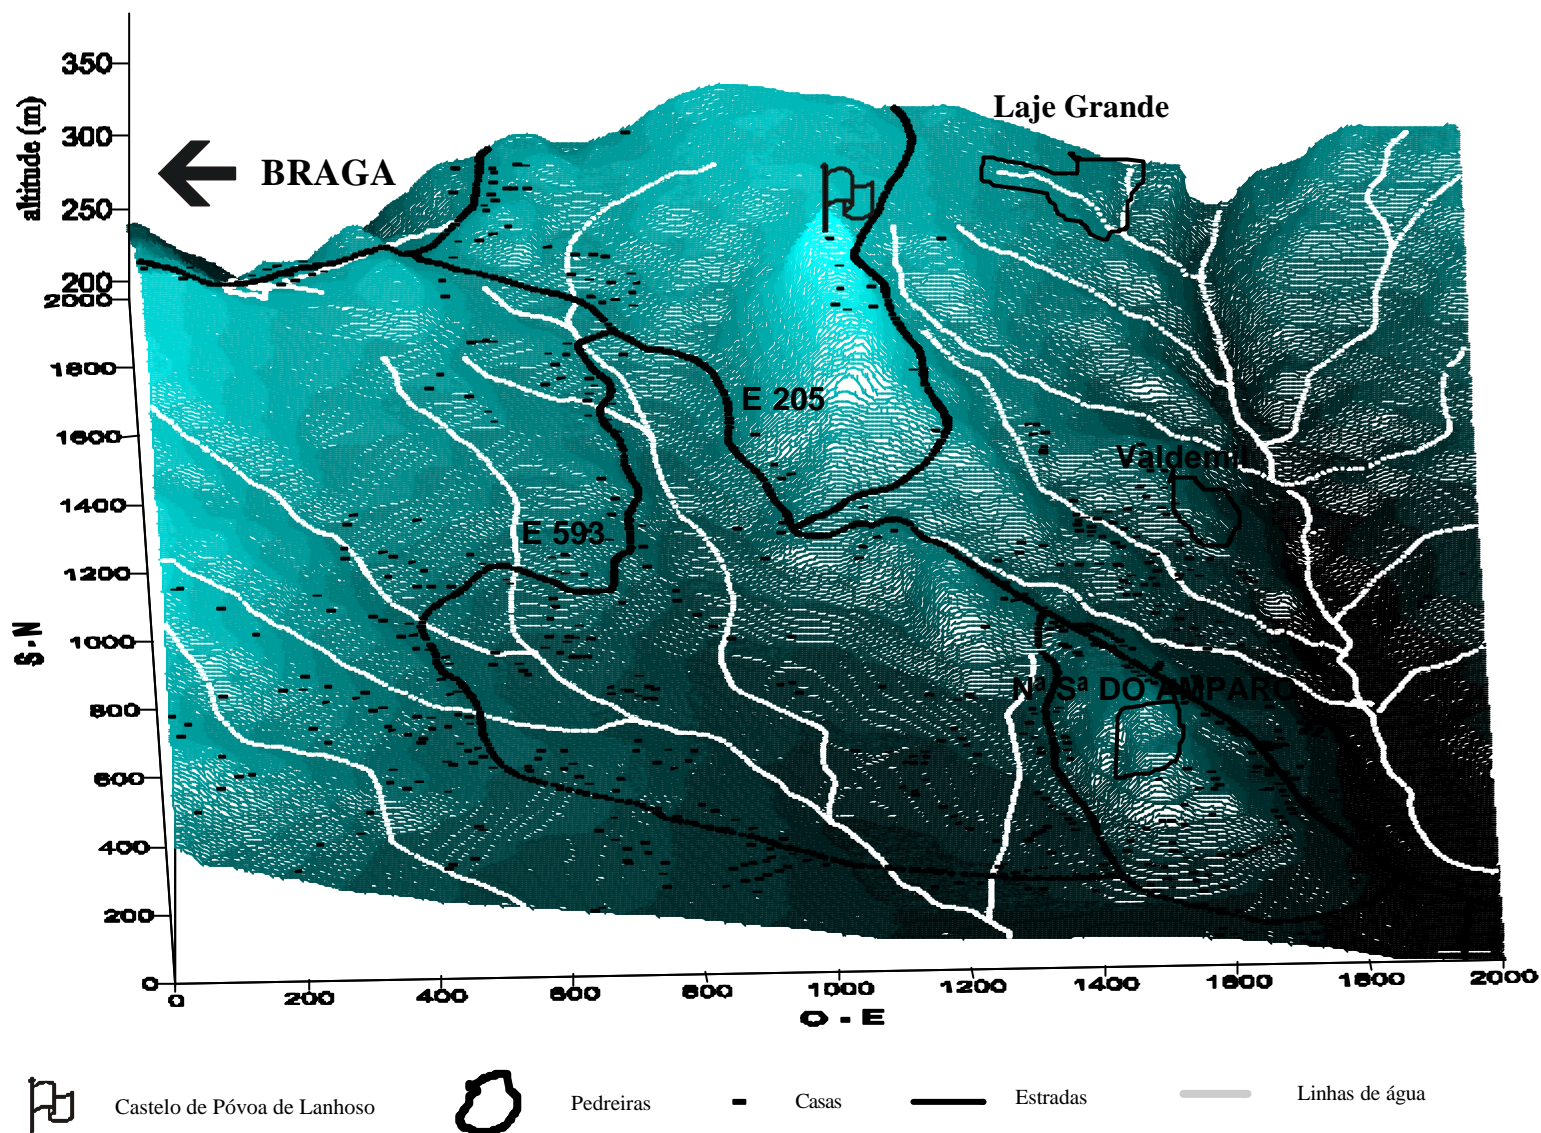 350
300
250
200
altitude (m)
BRAGA
Laje Grande
2000
1800
1600
1400
1200
1000
800
600
400
200
0
S - N
E 205
Valdemil
E 593
Nª Sª DO AMPARO
0
200
400
600
800
1000
1200
1400
1600
1800
2000
O - E
Castelo de Póvoa de Lanhoso
Pedreiras
Casas
Estradas
Linhas de água